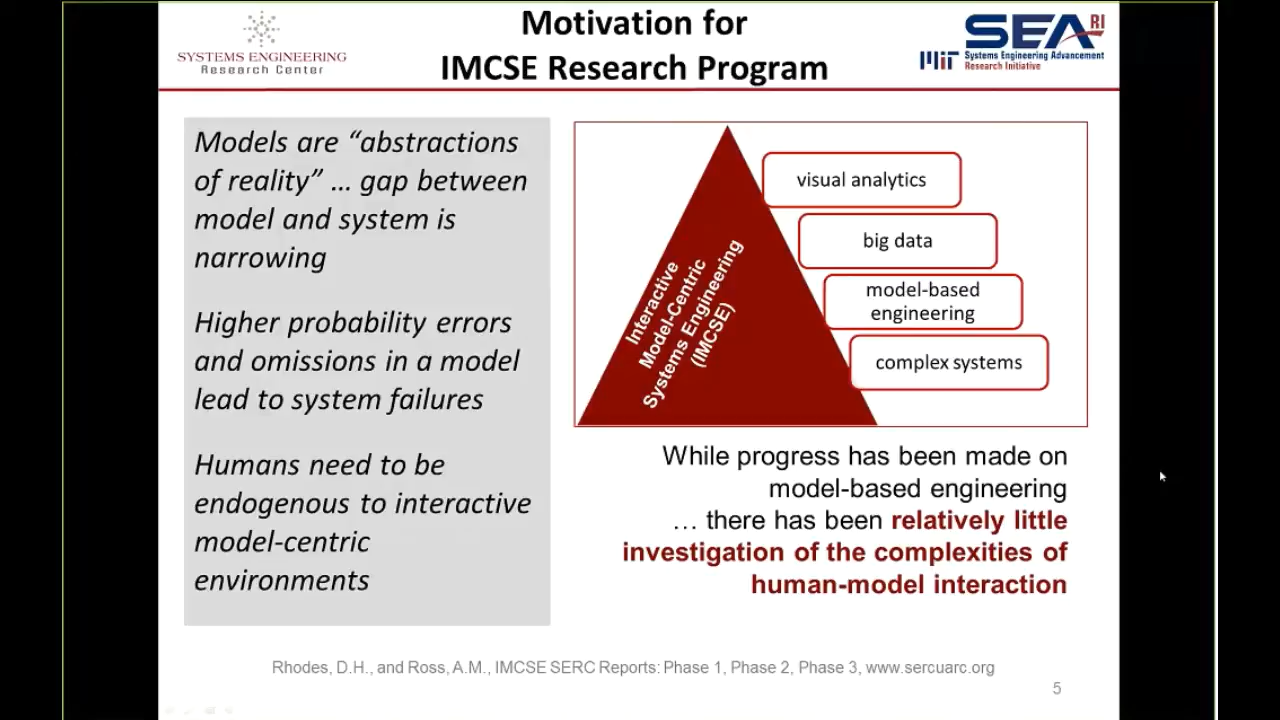 Motivation for
IMCSE Research Program
SYSTEMS ENGINEERING
Research Center
SEARI
MIT Systems Engineering Advancement
Research Initiative
Models are “abstractions
of reality” … gap between
model and system is
narrowing
Higher probability errors
and omissions in a model
lead to system failures
Humans need to be
endogenous to interactive
model-centric
environments
Interactive
Model-Centric
Systems Engineering
(IMCSE)
visual analytics
big data
model-based
engineering
complex systems
While progress has been made on
model-based engineering
… there has been relatively little
investigation of the complexities of
human-model interaction
Rhodes, D.H., and Ross, A.M., IMCSE SERC Reports: Phase 1, Phase 2, Phase 3, www.sercuarc.org
5